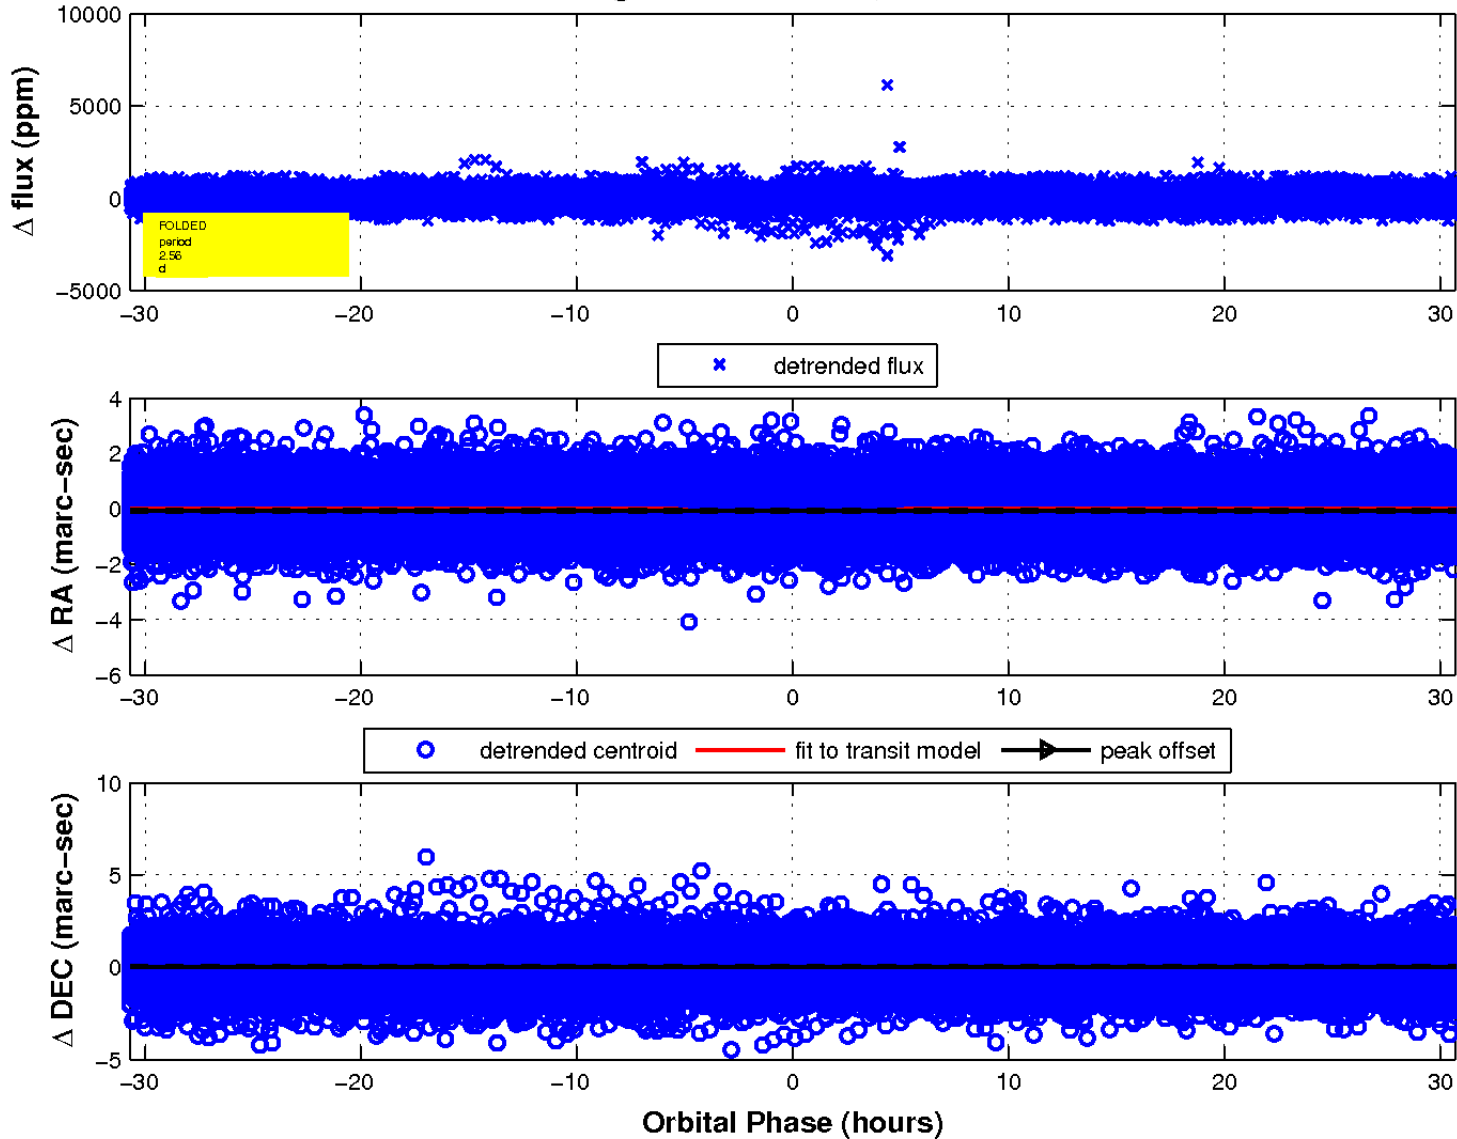 10000
5000
0
−5000
Δ flux (ppm)
FOLDED
period
2.56
d
−30 −20 −10 0 10 20 30
detrended flux
4
2
0
−2
−4
−6
Δ RA (marc−sec)
−30 −20 −10 0 10 20 30
detrended centroid fit to transit model peak offset
10
5
0
−5
Δ DEC (marc−sec)
−30 −20 −10 0 10 20 30
Orbital Phase (hours)